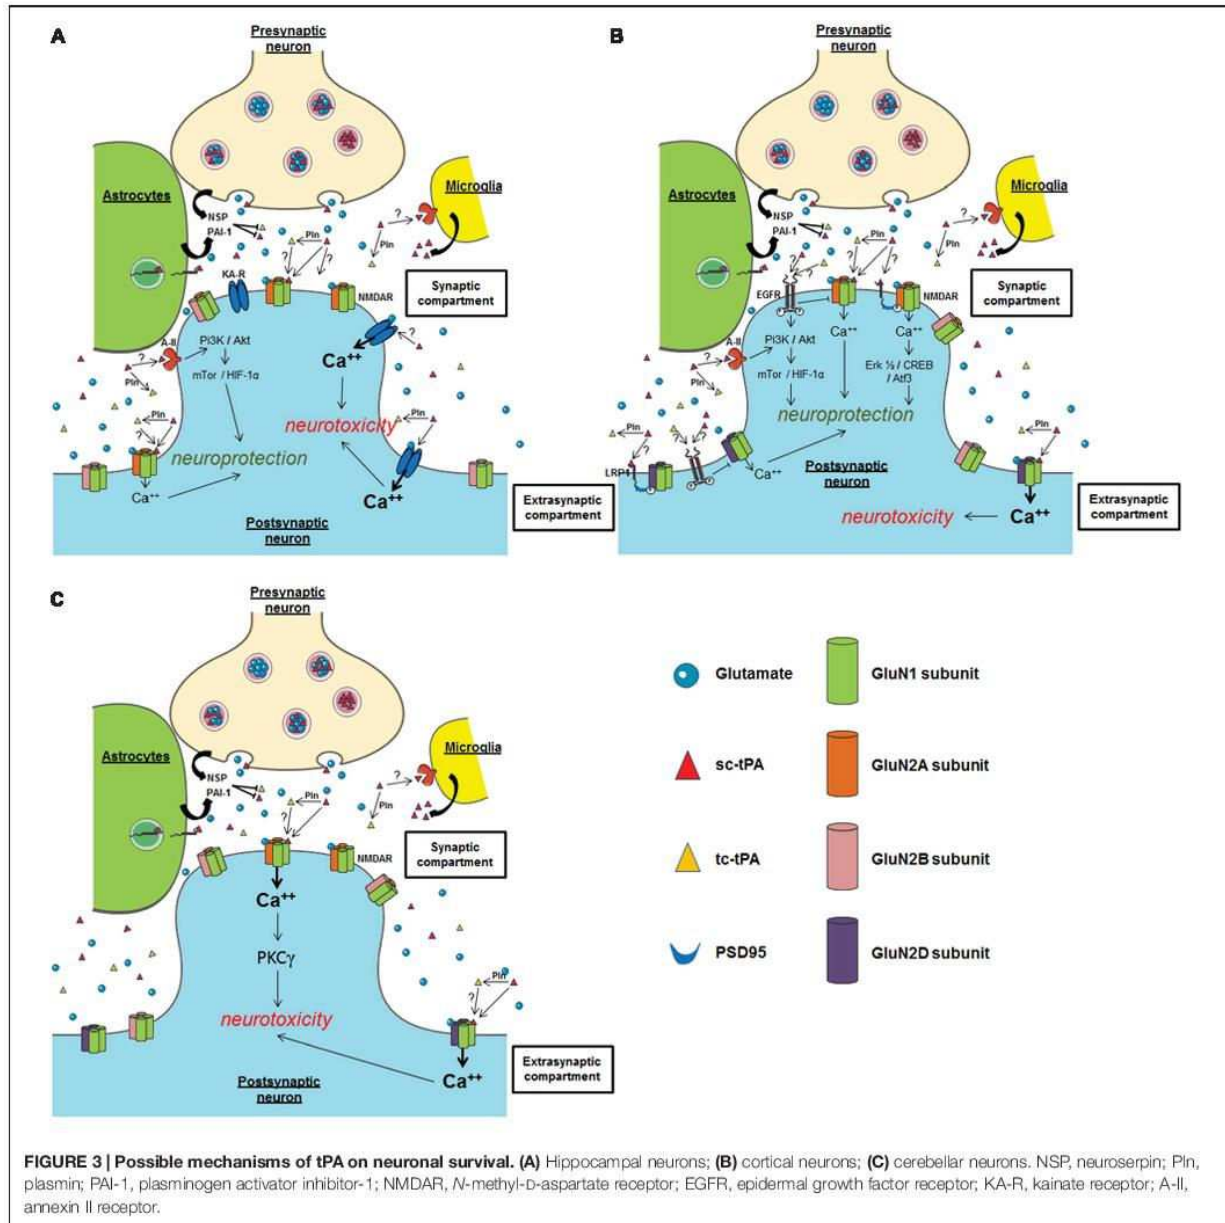 A
Presynaptic
neuron
Astrocytes
Microglia
NSP
PAI-1
Pln
?
?
?
?
Pln
KA-R
NMDAR
Synaptic
compartment
A-II
?
Pln
Pi3K / Akt
mTor / HIF-1α
Ca⁺⁺
?
Pln
?
neurotoxicity
Pln
neuroprotection
Ca⁺⁺
Ca⁺⁺
Postsynaptic
neuron
Extrasynaptic
compartment
B
Presynaptic
neuron
Astrocytes
Microglia
NSP
PAI-1
Pln
?
?
?
?
?
?
Pln
EGFR
NMDAR
Synaptic
compartment
Ca⁺⁺
Ca⁺⁺
A-II
?
Pln
Pi3K / Akt
mTor / HIF-1α
Erk ½ / CREB
/ Atf3
neuroprotection
Pln
?
?
Pln
LRP1
Ca⁺⁺
Postsynaptic
neuron
Extrasynaptic
compartment
neurotoxicity
Ca⁺⁺
C
Presynaptic
neuron
Astrocytes
Microglia
NSP
PAI-1
Pln
?
?
Pln
NMDAR
Synaptic
compartment
Ca⁺⁺
PKCγ
neurotoxicity
Pln
?
Ca⁺⁺
Postsynaptic
neuron
Extrasynaptic
compartment
Glutamate
GluN1 subunit
sc-tPA
GluN2A subunit
tc-tPA
GluN2B subunit
PSD95
GluN2D subunit
FIGURE 3 | Possible mechanisms of tPA on neuronal survival. (A) Hippocampal neurons; (B) cortical neurons; (C) cerebellar neurons. NSP, neuroserpin; Pln,
plasmin; PAI-1, plasminogen activator inhibitor-1; NMDAR, N-methyl-D-aspartate receptor; EGFR, epidermal growth factor receptor; KA-R, kainate receptor; A-II,
annexin II receptor.